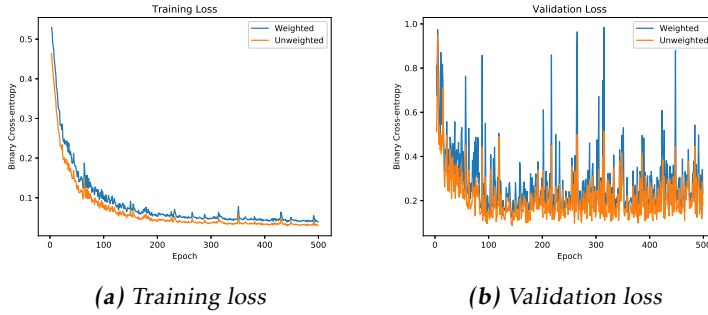 Training Loss
Weighted
Unweighted
0.5
0.4
0.3
0.2
0.1
Binary Cross-entropy
0 100 200 300 400 500
Epoch
(a) Training loss
Validation Loss
Weighted
Unweighted
1.0
0.8
0.6
0.4
0.2
Binary Cross-entropy
0 100 200 300 400 500
Epoch
(b) Validation loss